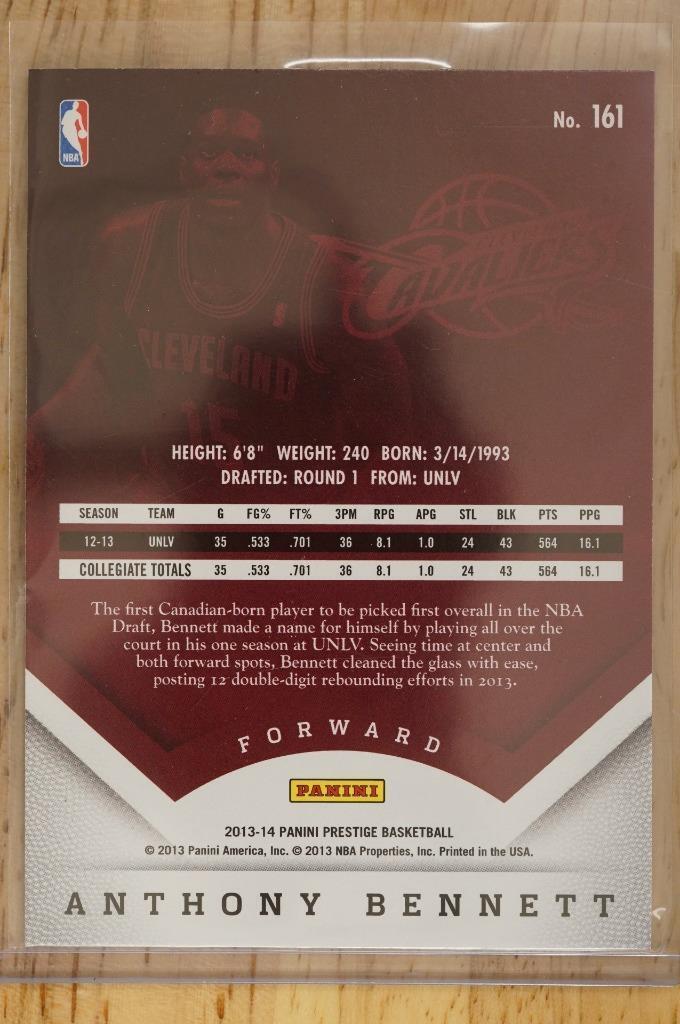 NBA
No. 161
CAVALIERS
CLEVELAND
15
HEIGHT: 6'8" WEIGHT: 240 BORN: 3/14/1993
DRAFTED: ROUND 1 FROM: UNLV
SEASON TEAM G FG% FT% 3PM RPG APG STL BLK PTS PPG
12-13 UNLV 35 .533 .701 36 8.1 1.0 24 43 564 16.1
COLLEGIATE TOTALS 35 .533 .701 36 8.1 1.0 24 43 564 16.1
The first Canadian-born player to be picked first overall in the NBA
Draft, Bennett made a name for himself by playing all over the
court in his one season at UNLV. Seeing time at center and
both forward spots, Bennett cleaned the glass with ease,
posting 12 double-digit rebounding efforts in 2013.
FORWARD
PANINI
2013-14 PANINI PRESTIGE BASKETBALL
© 2013 Panini America, Inc. © 2013 NBA Properties, Inc. Printed in the USA.
ANTHONY BENNETT